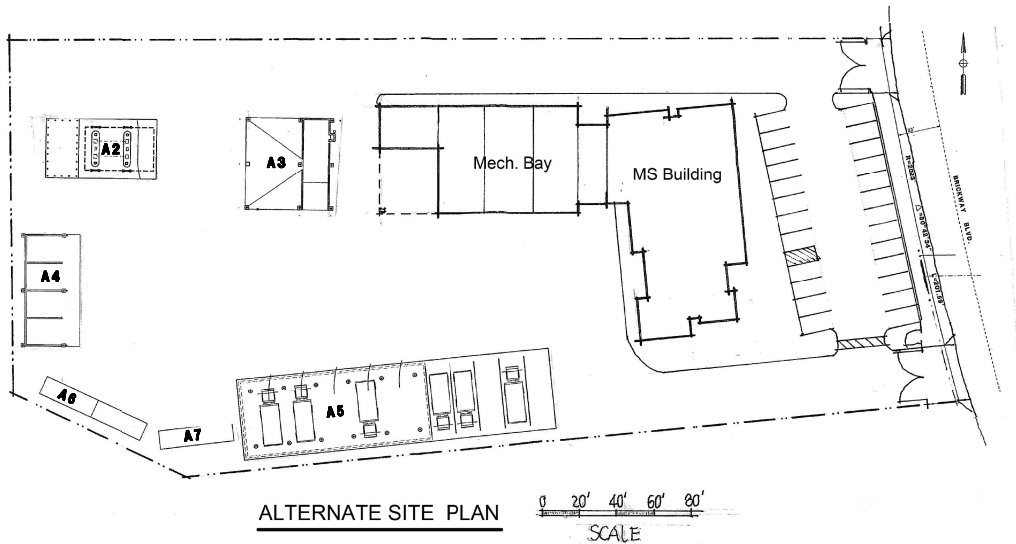 A2
A3
Mech. Bay
MS Building
BRICKWAY BLVD.
A4
A5
A6
A7
ALTERNATE SITE PLAN
0 20' 40' 60' 80'
SCALE